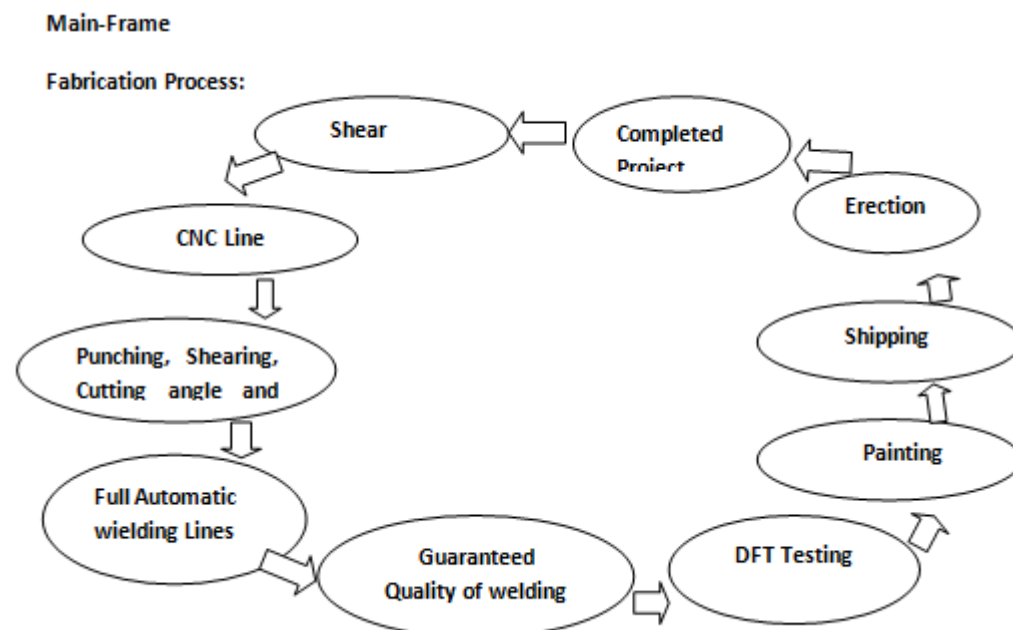 Main-Frame
Fabrication Process:
Shear
CNC Line
Punching, Shearing,
Cutting angle and
Full Automatic
wielding Lines
Guaranteed
Quality of welding
DFT Testing
Painting
Shipping
Erection
Completed
Project